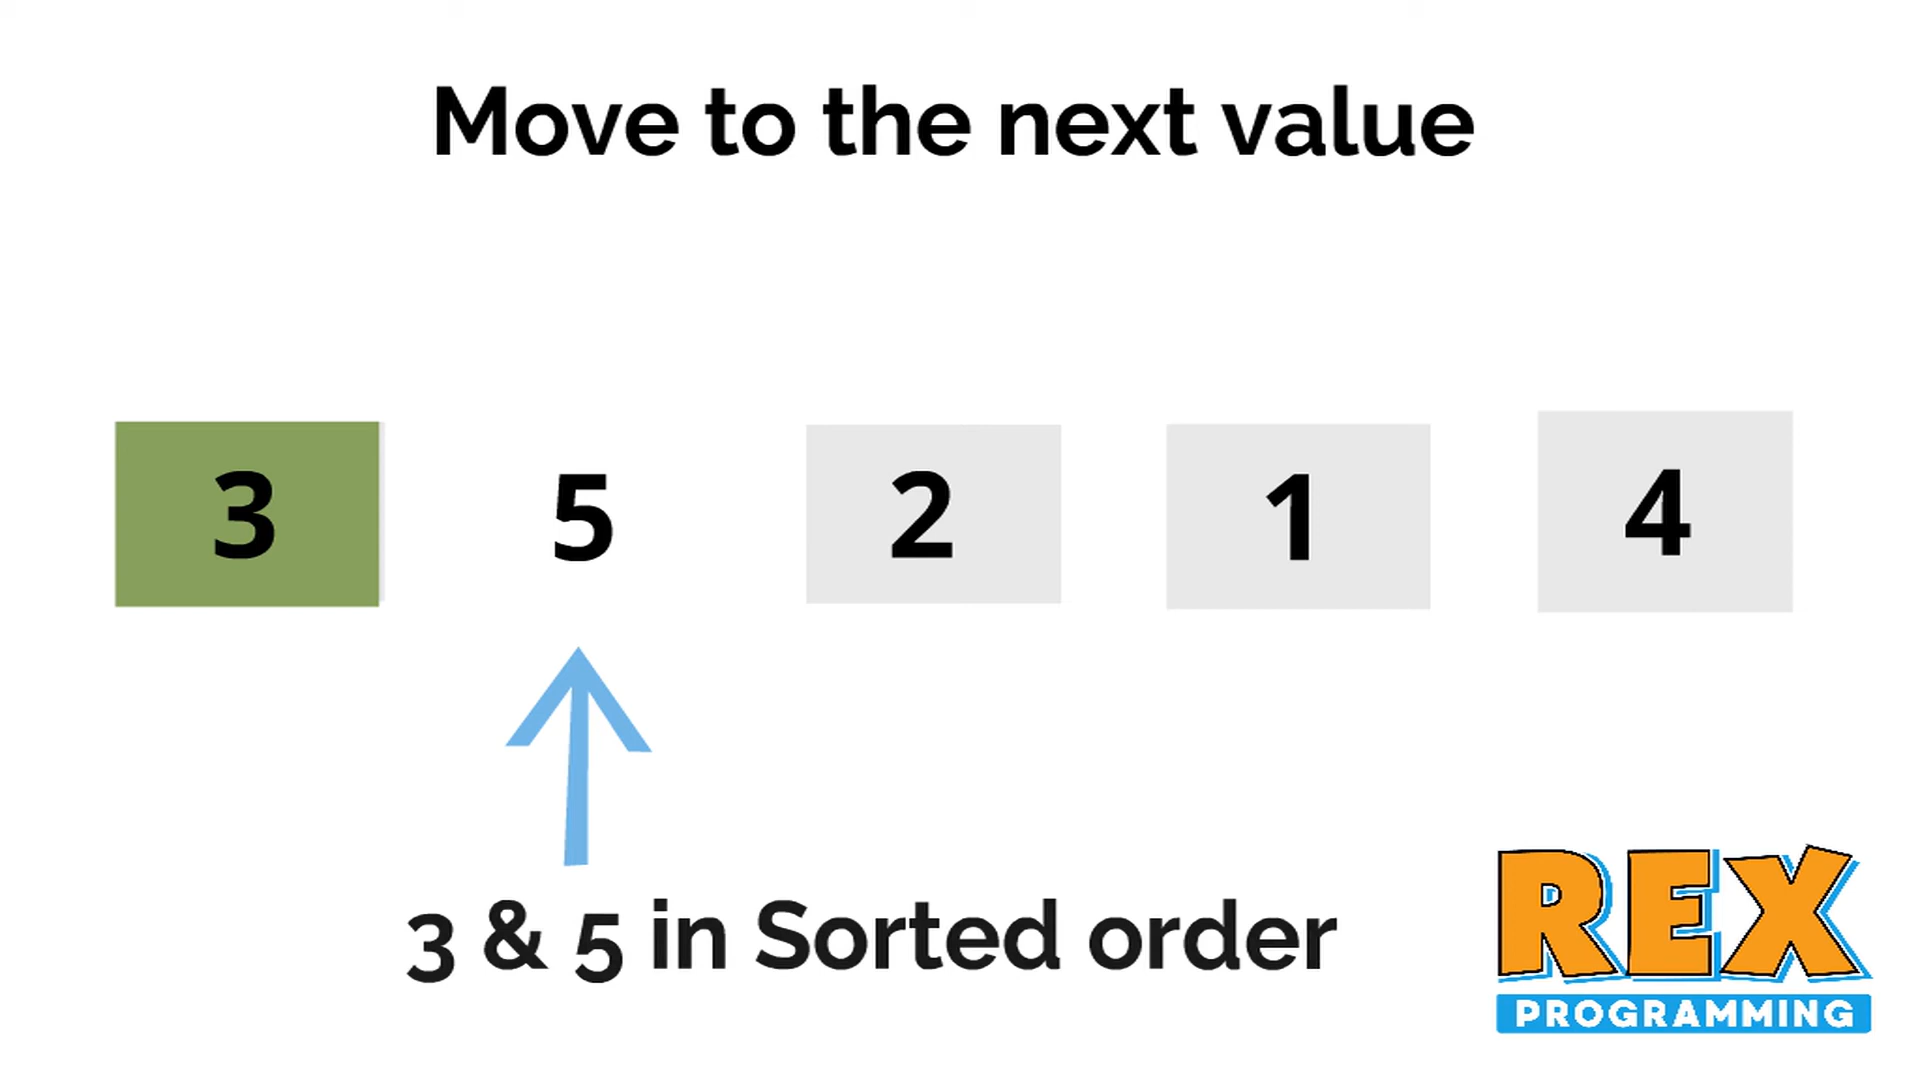 Move to the next value
3 5 2 1 4
3 & 5 in Sorted order
REX
PROGRAMMING